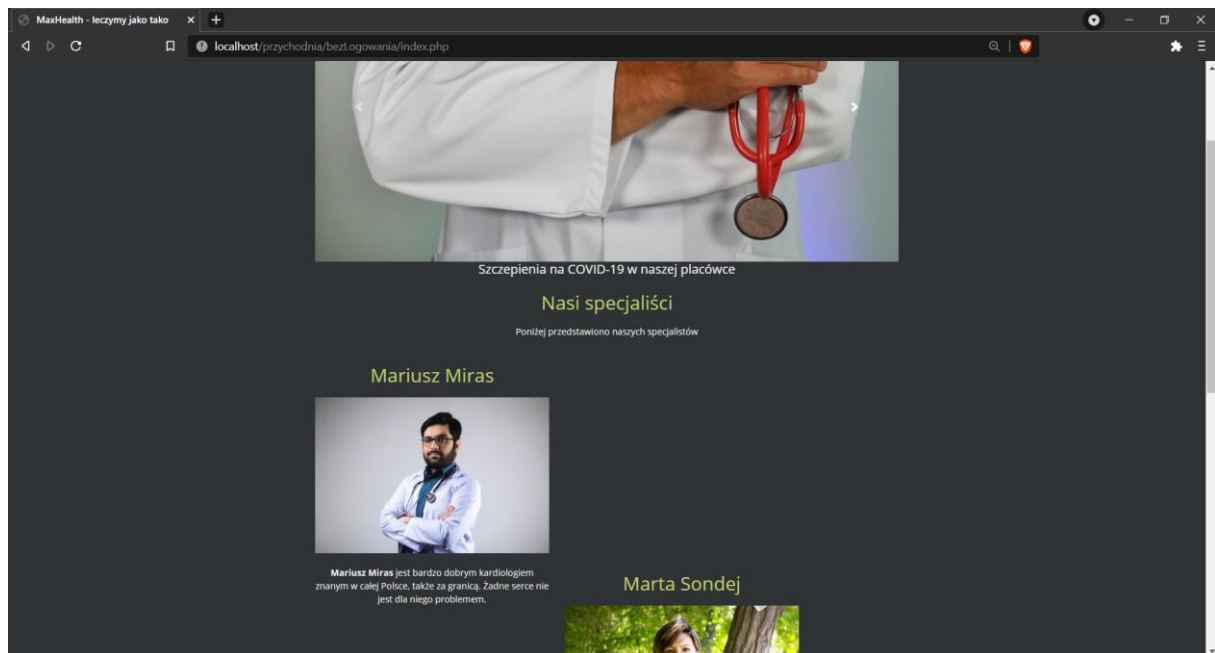 MaxHealth - leczymy jako tako
localhost/przychodnia/bezLogowania/index.php
Szczepienia na COVID-19 w naszej placówce
Nasi specjaliści
Poniżej przedstawiono naszych specjalistów
Mariusz Miras
Mariusz Miras jest bardzo dobrym kardiologiem
znanym w całej Polsce, także za granicą. Żadne serce nie
jest dla niego problemem.
Marta Sondej